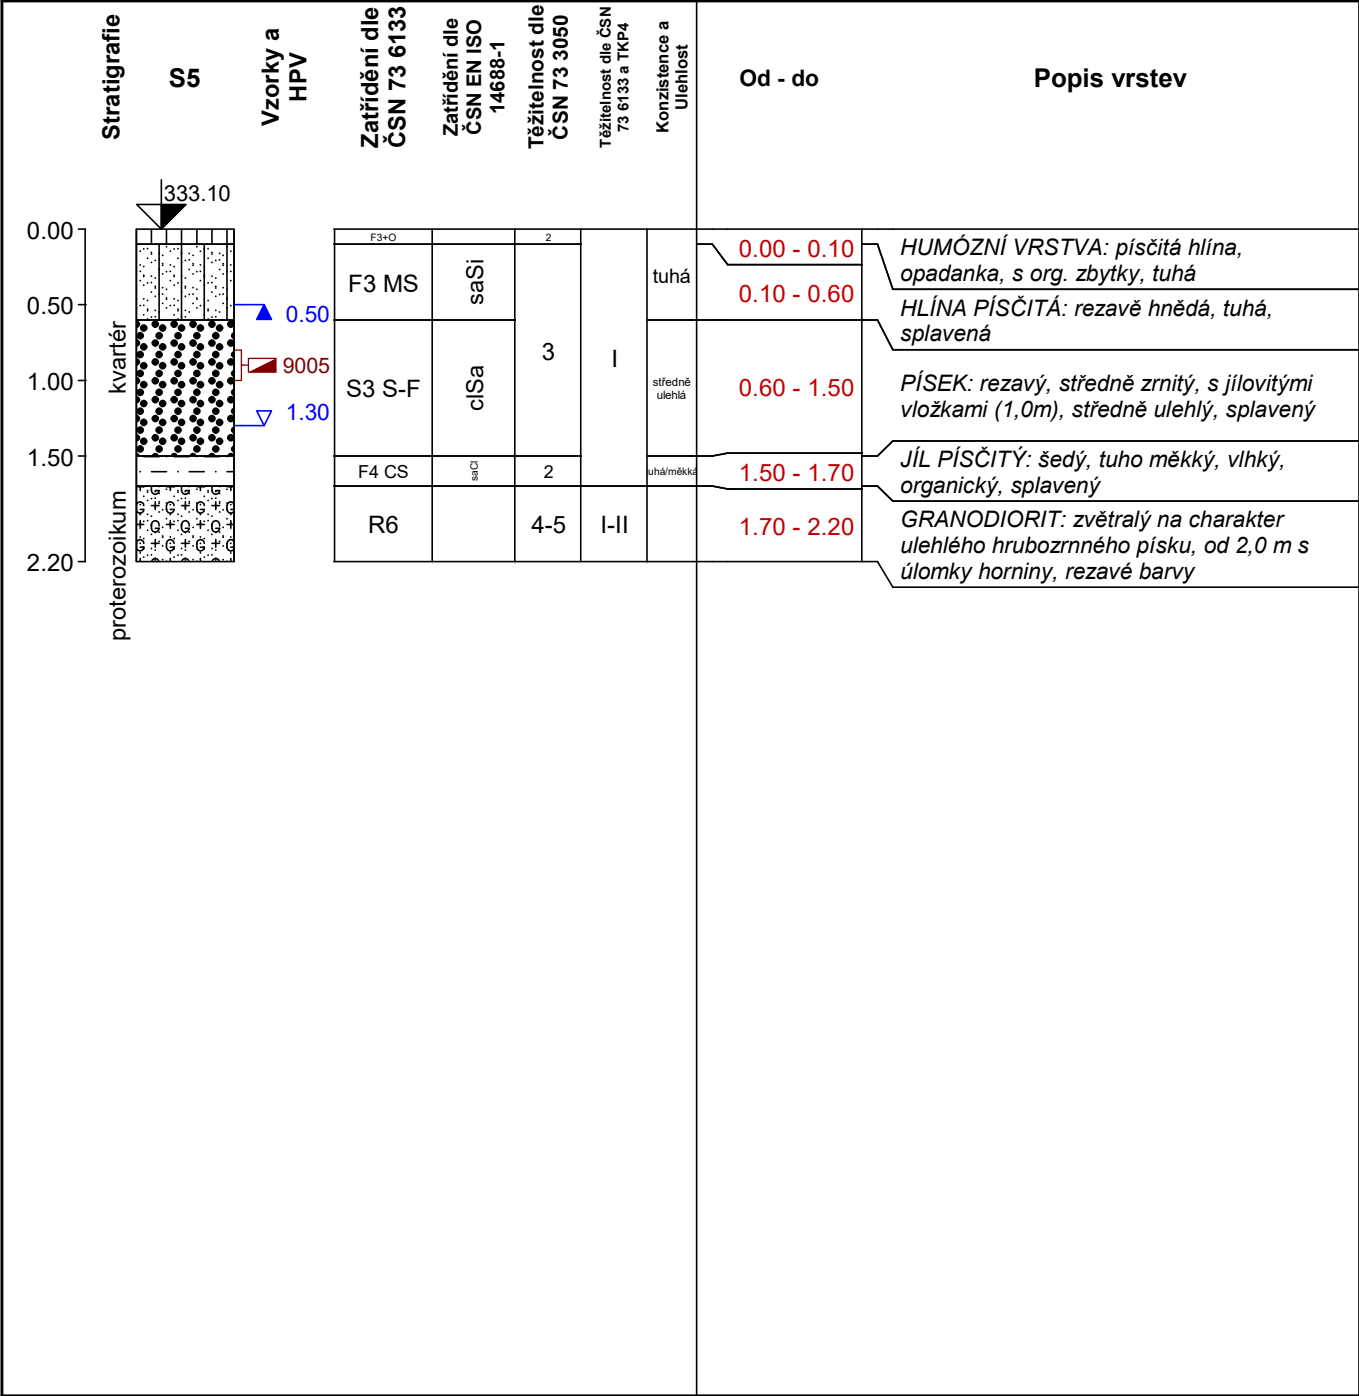 Stratigrafie
S5
Vzorky a
HPV
Zatřídění dle
ČSN 73 6133
Zatřídění dle
ČSN EN ISO
14688-1
Těžitelnost dle
ČSN 73 3050
Těžitelnost dle ČSN
73 6133 a TKP4
Konzistence a
Ulehlost
Od - do
Popis vrstev
333.10
0.00
0.50
1.00
1.50
2.20
kvartér
proterozoikum
0.50
9005
1.30
F3+O
2
F3 MS
saSi
3
I
tuhá
S3 S-F
clSa
středně
ulehlá
F4 CS
saCl
2
uhá/měkká
R6
4-5
I-II
0.00 - 0.10
HUMÓZNÍ VRSTVA: písčitá hlína,
opadanka, s org. zbytky, tuhá
0.10 - 0.60
HLÍNA PÍSČITÁ: rezavě hnědá, tuhá,
splavená
0.60 - 1.50
PÍSEK: rezavý, středně zrnitý, s jílovitými
vložkami (1,0m), středně ulehlý, splavený
1.50 - 1.70
JÍL PÍSČITÝ: šedý, tuho měkký, vlhký,
organický, splavený
1.70 - 2.20
GRANODIORIT: zvětralý na charakter
ulehlého hrubozrnného písku, od 2,0 m s
úlomky horniny, rezavé barvy